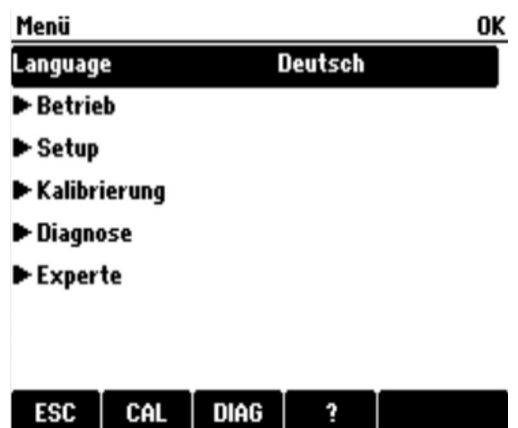 Menü OK
Language Deutsch
▶ Betrieb
▶ Setup
▶ Kalibrierung
▶ Diagnose
▶ Experte
ESC CAL DIAG ?